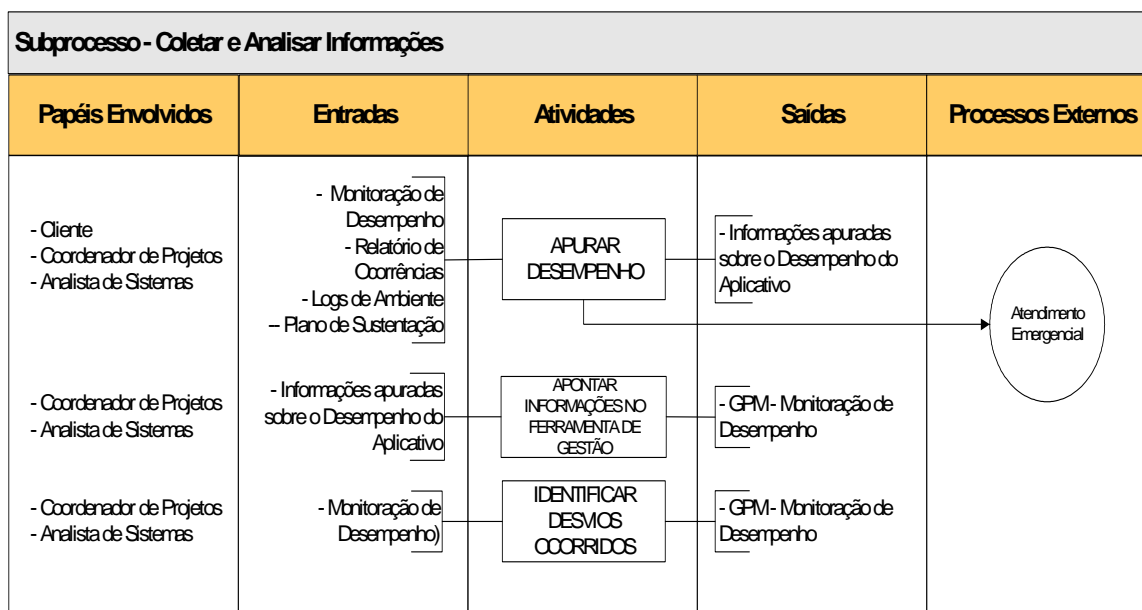 Subprocesso - Coletar e Analisar Informações
Papéis Envolvidos
Entradas
Atividades
Saídas
Processos Externos
- Cliente
- Coordenador de Projetos
- Analista de Sistemas
- Monitoração de
Desempenho
- Relatório de
Ocorrências
- Logs de Ambiente
-- Plano de Sustentação
APURAR
DESEMPENHO
- Informações apuradas
sobre o Desempenho do
Aplicativo
Atendimento
Emergencial
- Coordenador de Projetos
- Analista de Sistemas
- Informações apuradas
sobre o Desempenho do
Aplicativo
APONTAR
INFORMAÇÕES NO
FERRAMENTA DE
GESTÃO
- GPM - Monitoração de
Desempenho
- Coordenador de Projetos
- Analista de Sistemas
- Monitoração de
Desempenho)
IDENTIFICAR
DESVIOS
OCORRIDOS
- GPM - Monitoração de
Desempenho